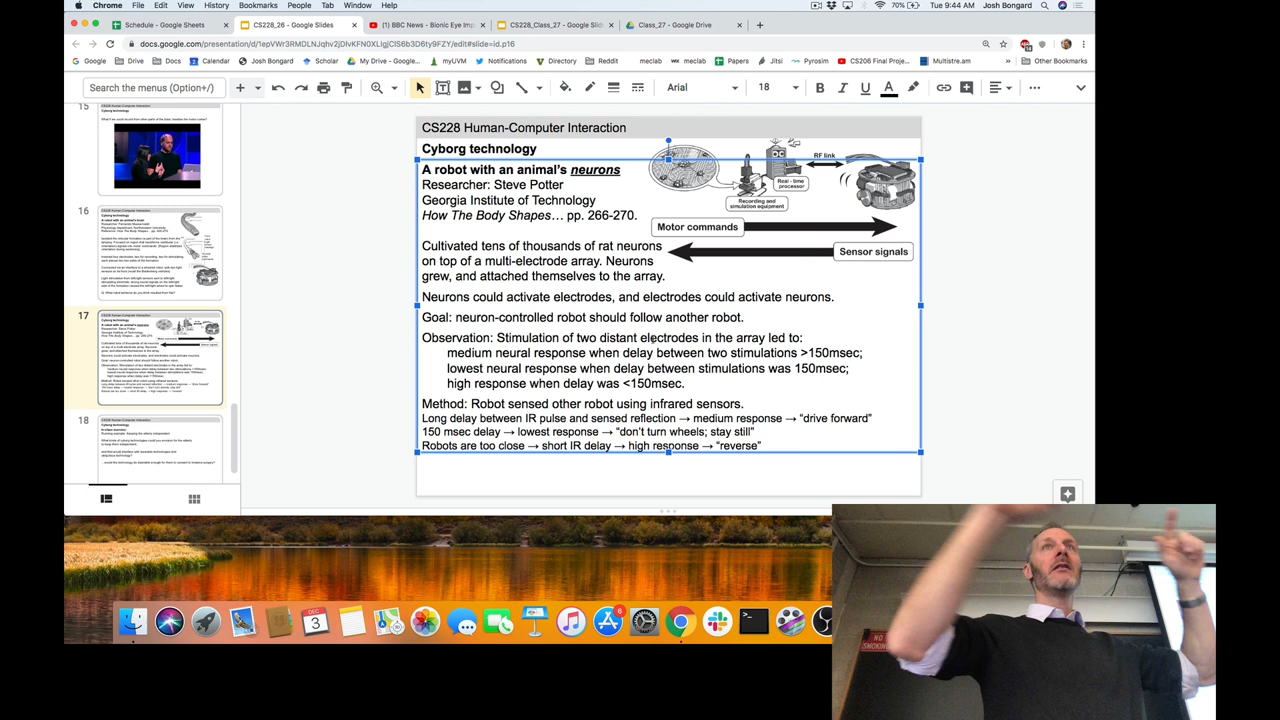 Chrome File Edit View History Bookmarks People Tab Window Help 70% Tue 9:44 AM Josh Bongard
Schedule - Google Sheets
CS228_26 - Google Slides
(1) BBC News - Bionic Eye Imp
CS228_Class_27 - Google Slid
Class_27 - Google Drive
docs.google.com/presentation/d/1epVWr3RMDLNJqhv2jDlvKFN0XLIgjClS6b3D6ty9FZY/edit#slide=id.p16
Google Drive Docs Calendar Josh Bongard Scholar My Drive - Google... myUVM Notifications Directory Reddit meclab meclab Papers Jitsi Pyrosim CS206 Final Proje... Multistre.am » Other Bookmarks
Search the menus (Option+/)
Arial 18 B I U A
15
16
17
18
CS228 Human-Computer Interaction
Cyborg technology
A robot with an animal's neurons
Researcher: Steve Potter
Georgia Institute of Technology
How The Body Shapes... pp. 266-270.
RF link
Real - time
processor
Recording and
simulation equipment
Motor commands
Sensor signals
Cultivated tens of thousands of rat neurons
on top of a multi-electrode array. Neurons
grew, and adapted themselves to the array.
Neurons could activate electrodes, and electrodes could activate neurons.
Goal: neuron-controlled robot should follow another robot.
Observation: Stimulation of two distant electrodes in the array led to
medium neural response when delay between two stimulations >150msec,
lowest neural response when delay between stimulations was 150msec,
high response when delay was <150msec.
Method: Robot sensed other robot using infrared sensors.
Long delay between IR pulse and sensed reflection → medium response → "drive forward"
150 msec delay → lowest response → "don't turn wheels; stay still"
Robots are too close → short IR delay → high response → "reverse"
DEC
3
6
NO
SMOKING